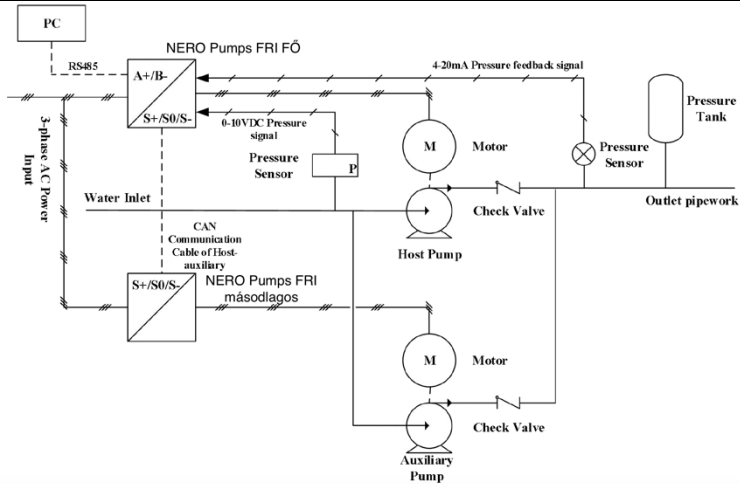 PC
RS485
NERO Pumps FRI FŐ
A+/B-
S+/S0/S-
4-20mA Pressure feedback signal
0-10VDC Pressure
signal
Pressure
Tank
3-phase AC Power
Input
Pressure
Sensor
P
M
Motor
Pressure
Sensor
Water Inlet
Check Valve
Outlet pipework
CAN
Communication
Cable of Host-
auxiliary
Host Pump
S+/S0/S-
NERO Pumps FRI
másodlagos
M
Motor
Check Valve
Auxiliary
Pump